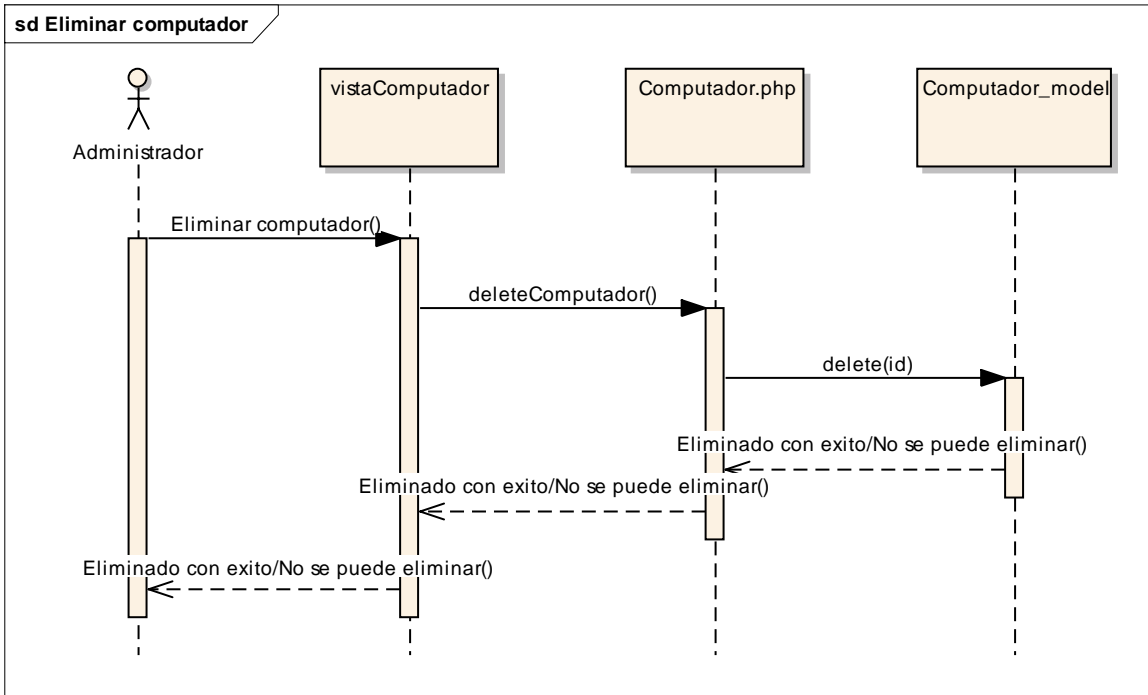 sd Eliminar computador
Administrador
vistaComputador
Computador.php
Computador_model
Eliminar computador()
deleteComputador()
delete(id)
Eliminado con exito/No se puede eliminar()
Eliminado con exito/No se puede eliminar()
Eliminado con exito/No se puede eliminar()